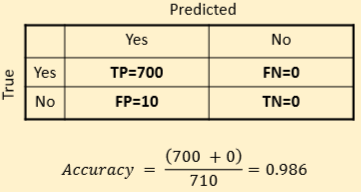 Predicted
Yes No
True
Yes TP=700 FN=0
No FP=10 TN=0
Accuracy = (700 + 0) / 710 = 0.986